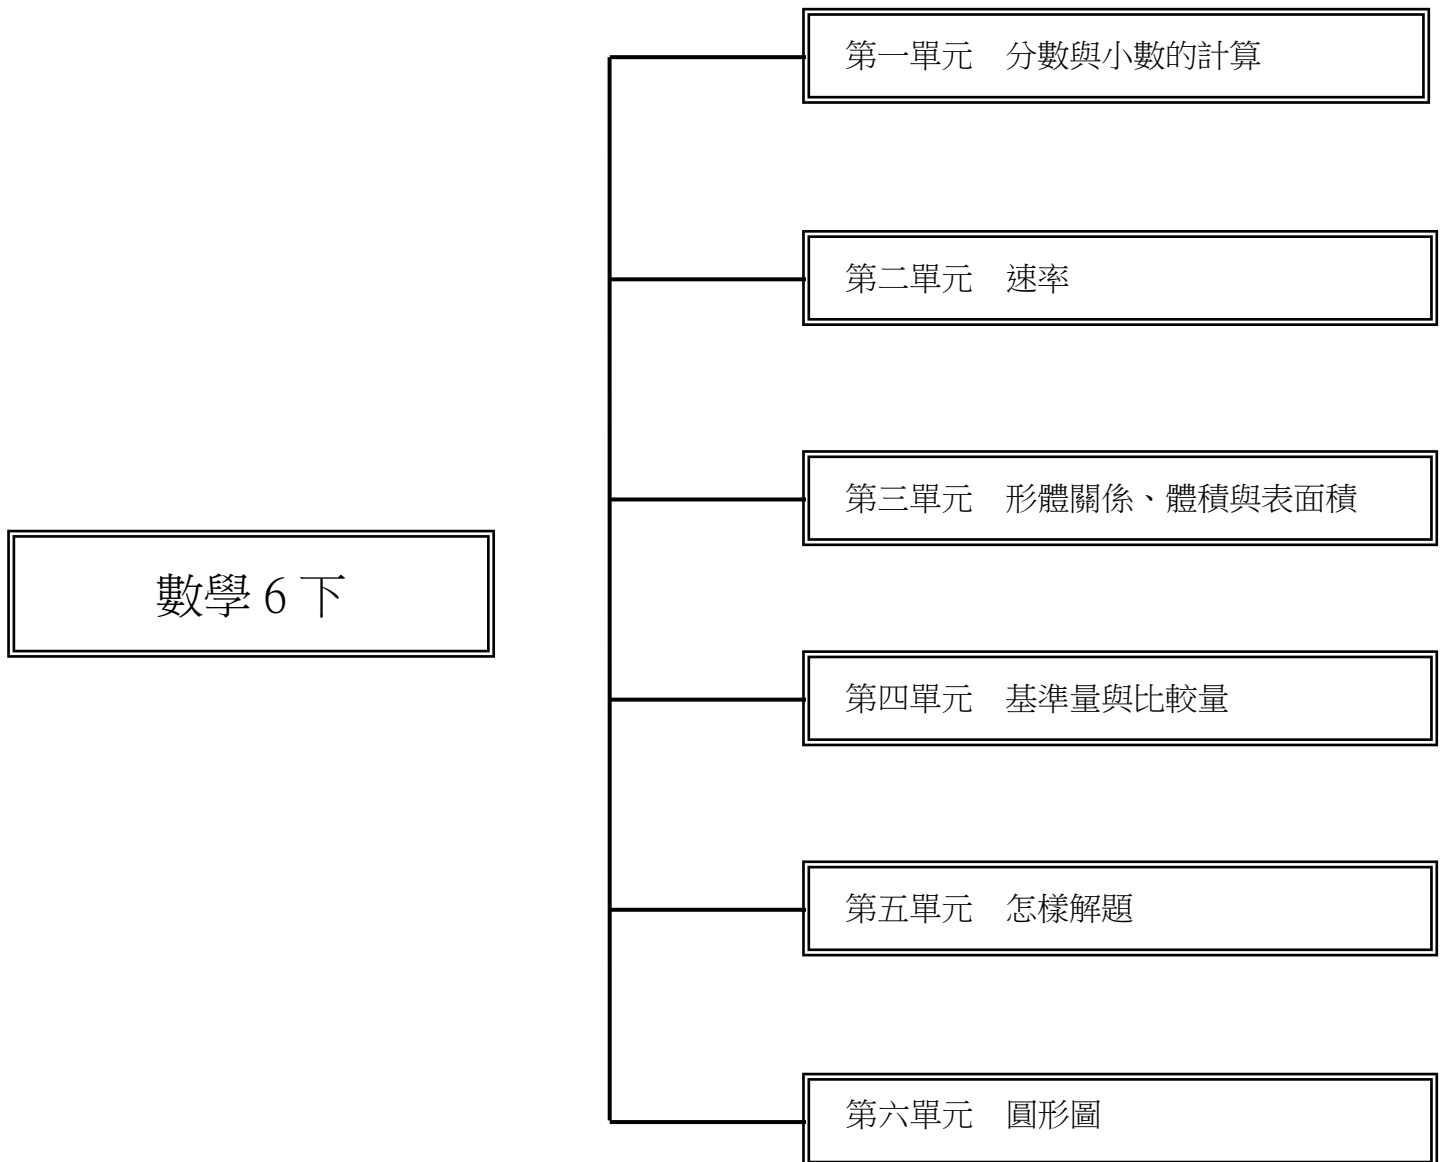 第一單元　分數與小數的計算
第二單元　速率
第三單元　形體關係、體積與表面積
數學 6 下
第四單元　基準量與比較量
第五單元　怎樣解題
第六單元　圓形圖